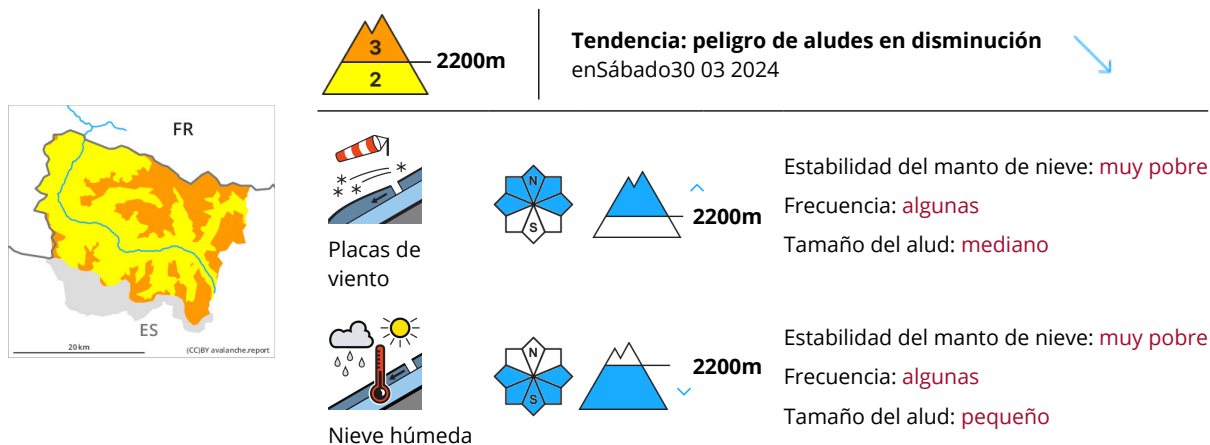 3
2
2200m
Tendencia: peligro de aludes en disminución
enSábado30 03 2024
FR
ES
20 km
(CC)BY avalanche.report
Placas de
viento
N
S
2200m
Estabilidad del manto de nieve: muy pobre
Frecuencia: algunas
Tamaño del alud: mediano
Nieve húmeda
N
S
2200m
Estabilidad del manto de nieve: muy pobre
Frecuencia: algunas
Tamaño del alud: pequeño